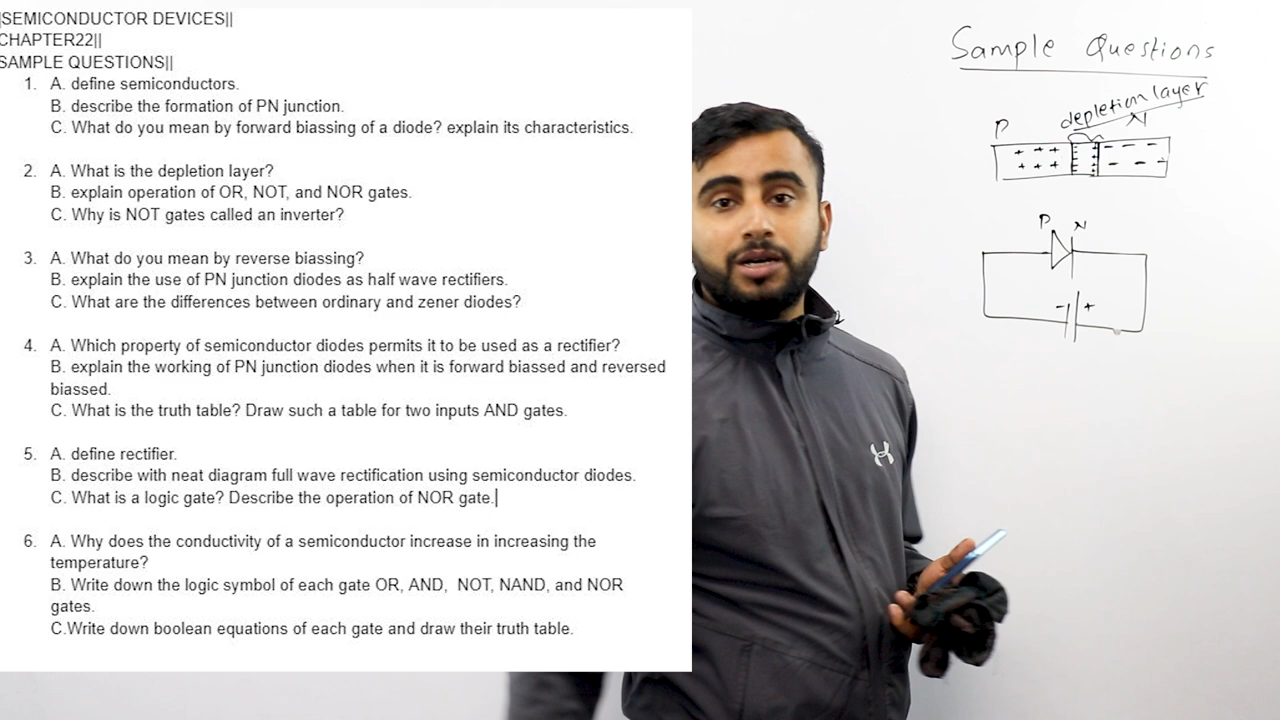 |SEMICONDUCTOR DEVICES||
CHAPTER22||
SAMPLE QUESTIONS||
1. A. define semiconductors.
B. describe the formation of PN junction.
C. What do you mean by forward biassing of a diode? explain its characteristics.
2. A. What is the depletion layer?
B. explain operation of OR, NOT, and NOR gates.
C. Why is NOT gates called an inverter?
3. A. What do you mean by reverse biassing?
B. explain the use of PN junction diodes as half wave rectifiers.
C. What are the differences between ordinary and zener diodes?
4. A. Which property of semiconductor diodes permits it to be used as a rectifier?
B. explain the working of PN junction diodes when it is forward biassed and reversed
biassed.
C. What is the truth table? Draw such a table for two inputs AND gates.
5. A. define rectifier.
B. describe with neat diagram full wave rectification using semiconductor diodes.
C. What is a logic gate? Describe the operation of NOR gate.
6. A. Why does the conductivity of a semiconductor increase in increasing the
temperature?
B. Write down the logic symbol of each gate OR, AND, NOT, NAND, and NOR
gates.
C.Write down boolean equations of each gate and draw their truth table.
Sample Questions
depletion layer
P N
+ + + - - - -
+ + + - - -
P N
- +